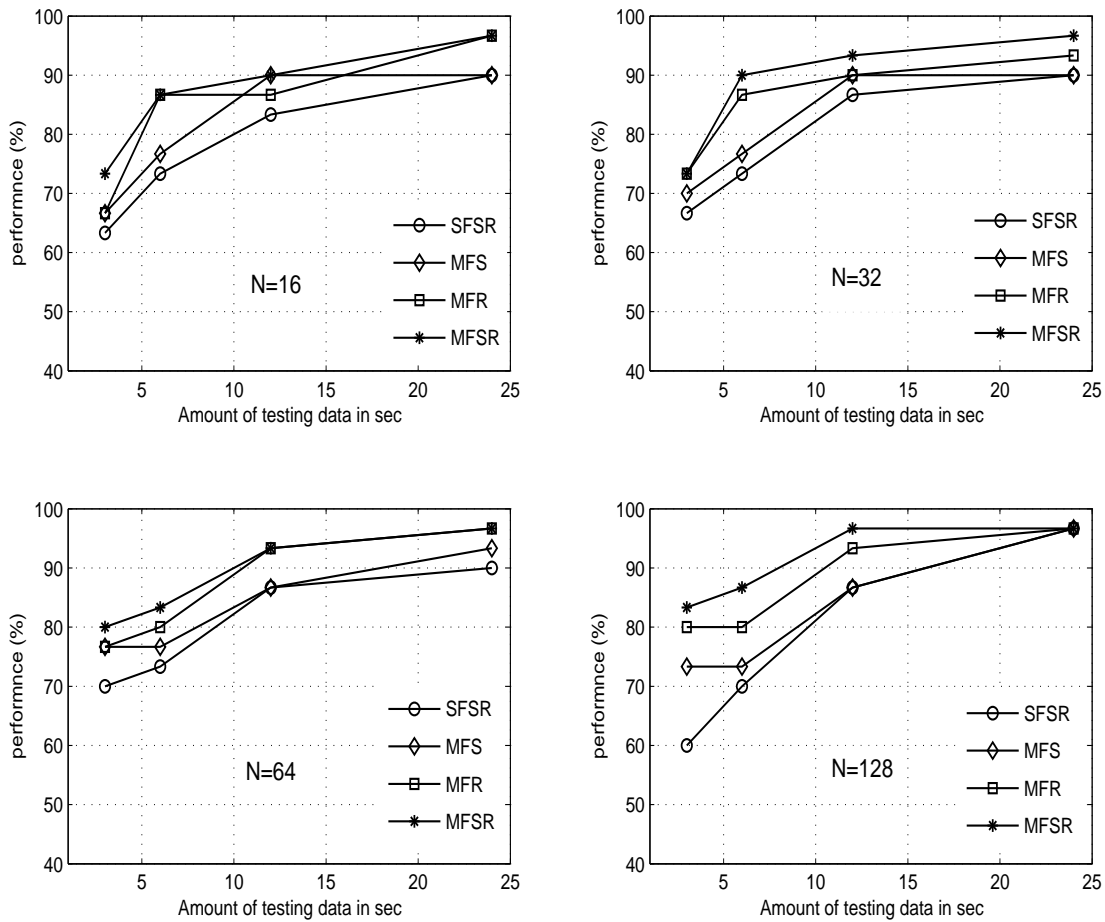 100
90
80
70
60
50
40
performnce (%)
SFSR
MFS
MFR
MFSR
N=16
5
10
15
20
25
Amount of testing data in sec
100
90
80
70
60
50
40
performnce (%)
SFSR
MFS
MFR
MFSR
N=32
5
10
15
20
25
Amount of testing data in sec
100
90
80
70
60
50
40
performnce (%)
SFSR
MFS
MFR
MFSR
N=64
5
10
15
20
25
Amount of testing data in sec
100
90
80
70
60
50
40
performnce (%)
SFSR
MFS
MFR
MFSR
N=128
5
10
15
20
25
Amount of testing data in sec